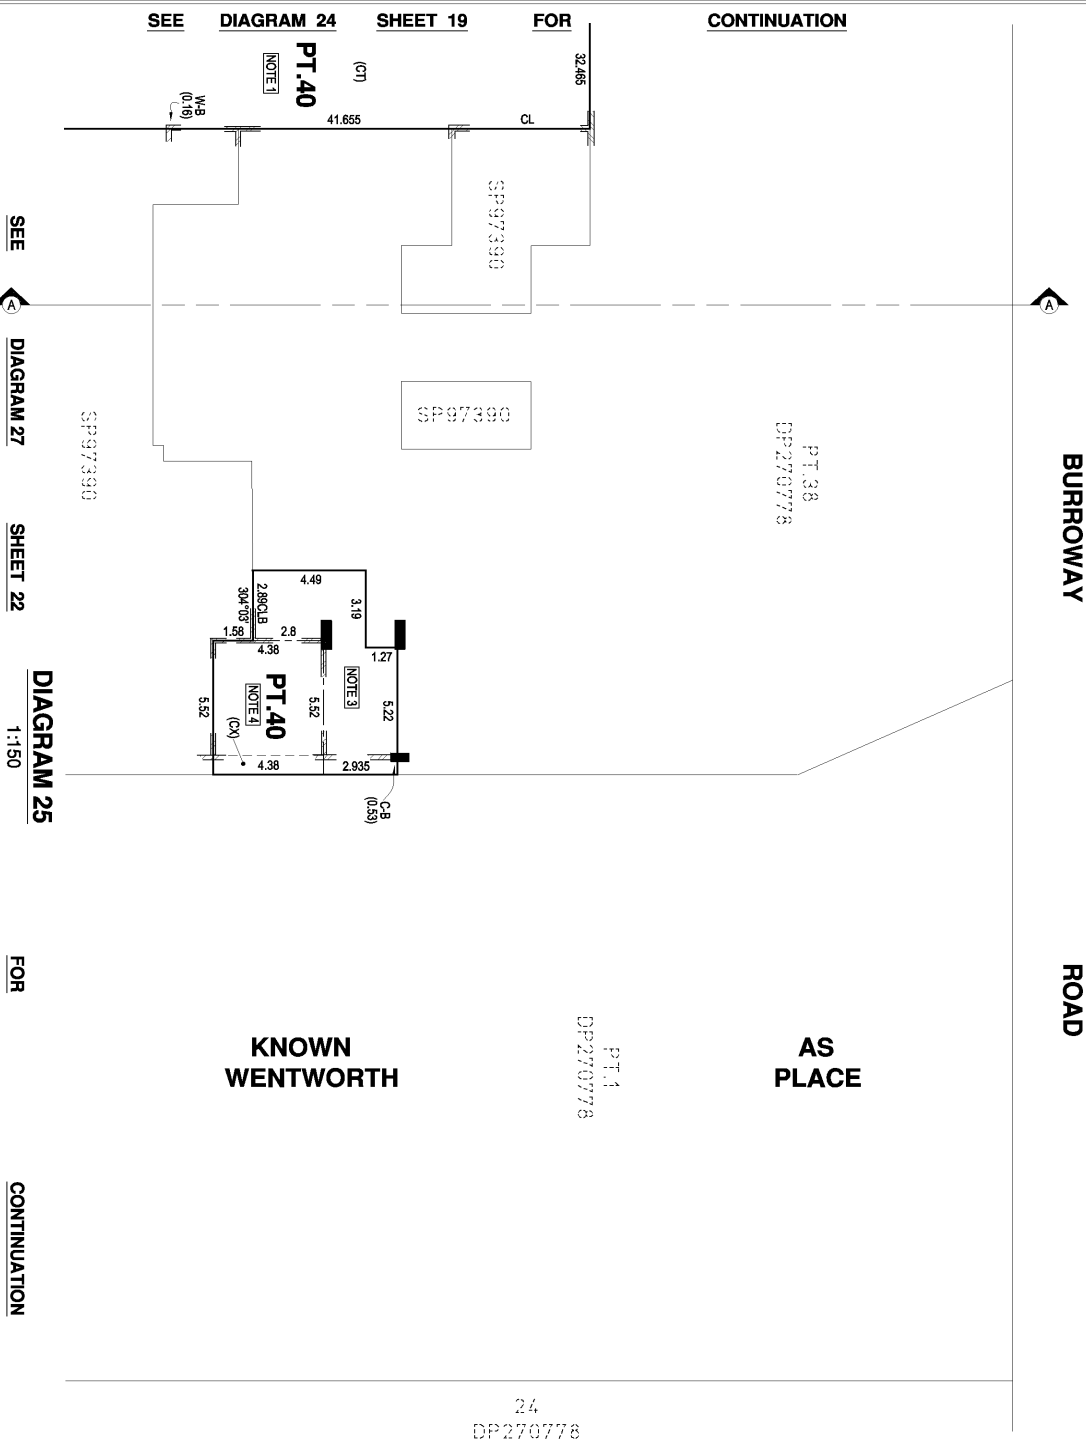 SEE DIAGRAM 24 SHEET 19 FOR CONTINUATION
PT.40
NOTE 1
(CT)
32.465
W-B
(0.16)
41.655
CL
SP97390
SEE DIAGRAM 27 SHEET 22 FOR CONTINUATION
A
A
SP97390
SP97390
PT.38
DP270778
BURROWAY ROAD
4.49
3.19
2.89CLB
304°03'
1.58
2.8
4.38
1.27
NOTE 3
PT.40
NOTE 4
5.52
5.52
5.22
(CX)
4.38
2.935
C-B
(0.53)
DIAGRAM 25
1:150
KNOWN AS
WENTWORTH PLACE
PT.1
DP270778
24
DP270778